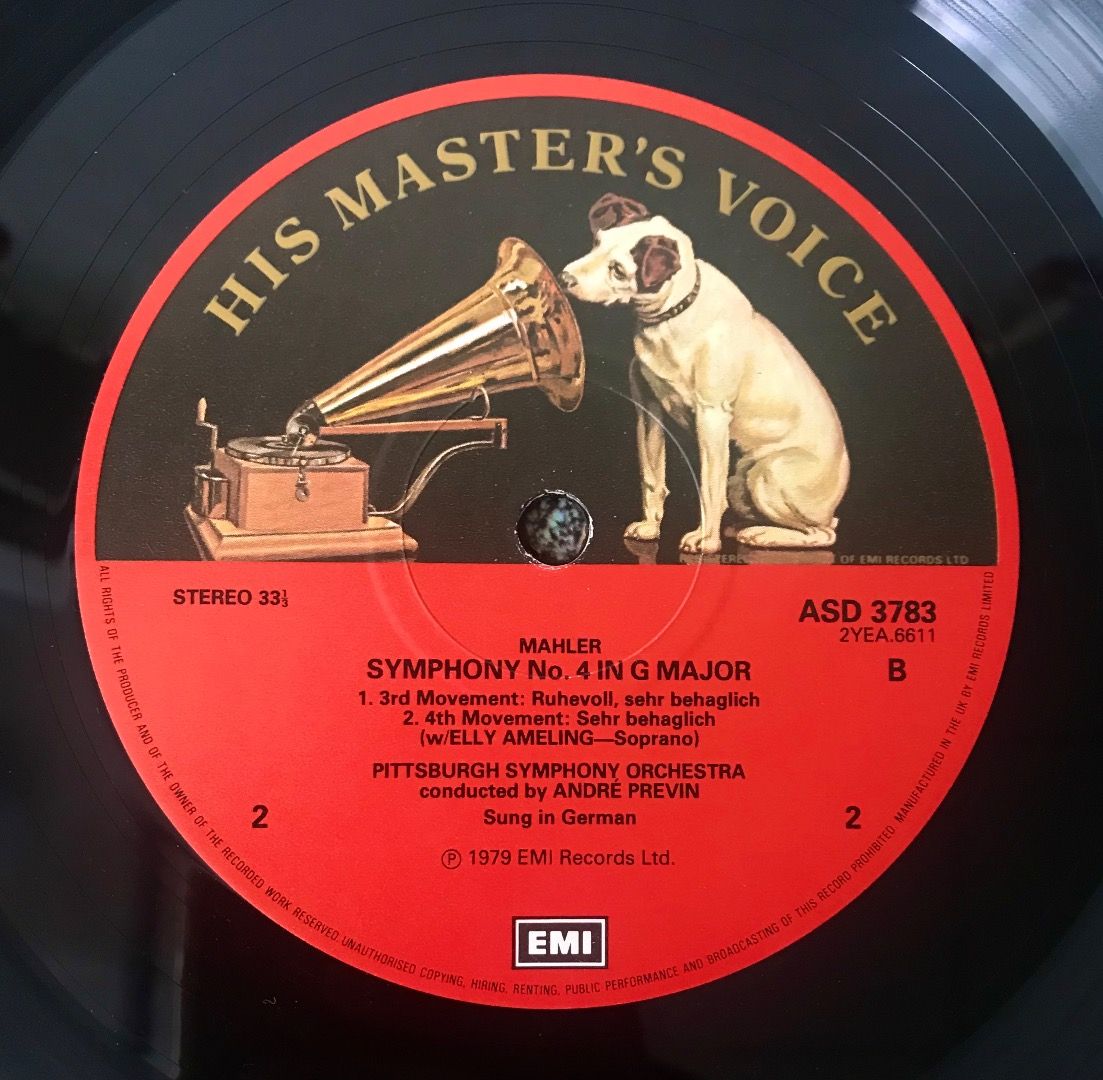 HIS MASTER'S VOICE
OF EMI RECORDS LTD
STEREO 33⅓
ASD 3783
2YEA.6611
B
MAHLER
SYMPHONY No. 4 IN G MAJOR
1. 3rd Movement: Ruhevoll, sehr behaglich
2. 4th Movement: Sehr behaglich
(w/ELLY AMELING—Soprano)
PITTSBURGH SYMPHONY ORCHESTRA
conducted by ANDRÉ PREVIN
2
Sung in German
2
℗ 1979 EMI Records Ltd.
EMI
ALL RIGHTS OF THE PRODUCER AND OF THE OWNER OF THE RECORDED WORK RESERVED. UNAUTHORISED COPYING, HIRING, RENTING, PUBLIC PERFORMANCE AND BROADCASTING OF THIS RECORD PROHIBITED. MANUFACTURED IN THE UK BY EMI RECORDS LIMITED